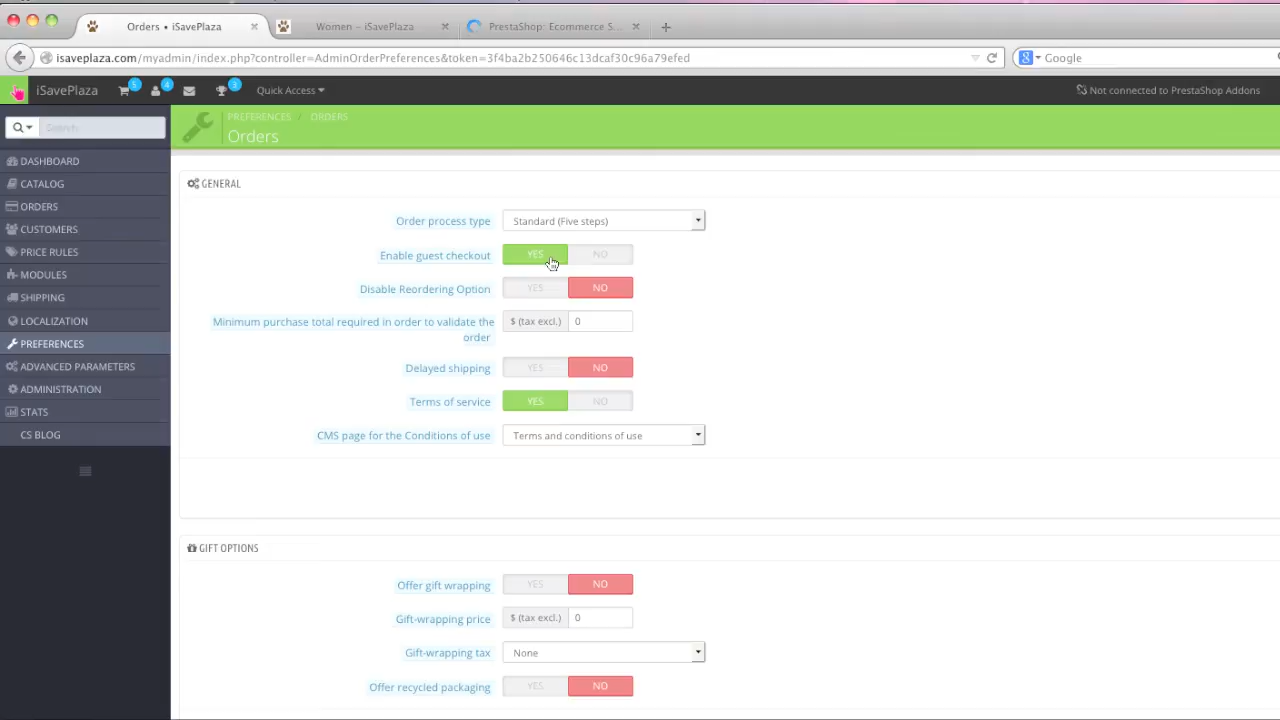 Orders • iSavePlaza
Women – iSavePlaza
PrestaShop: Ecommerce S...
isaveplaza.com/myadmin/index.php?controller=AdminOrderPreferences&token=3f4ba2b250646c13dcaf30c96a79efed
Google
iSavePlaza
5
4
3
Quick Access
Not connected to PrestaShop Addons
Search
PREFERENCES / ORDERS
Orders
DASHBOARD
CATALOG
ORDERS
CUSTOMERS
PRICE RULES
MODULES
SHIPPING
LOCALIZATION
PREFERENCES
ADVANCED PARAMETERS
ADMINISTRATION
STATS
CS BLOG
GENERAL
Order process type Standard (Five steps)
Enable guest checkout YES NO
Disable Reordering Option YES NO
Minimum purchase total required in order to validate the $ (tax excl.) 0
order
Delayed shipping YES NO
Terms of service YES NO
CMS page for the Conditions of use Terms and conditions of use
GIFT OPTIONS
Offer gift wrapping YES NO
Gift-wrapping price $ (tax excl.) 0
Gift-wrapping tax None
Offer recycled packaging YES NO